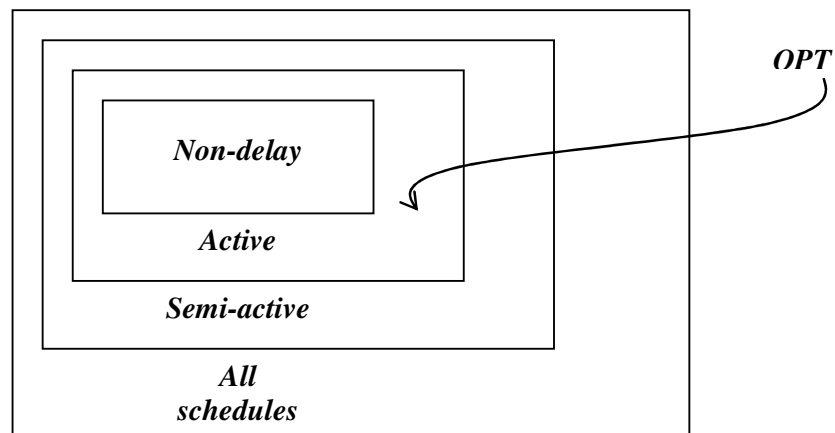 OPT
Non-delay
Active
Semi-active
All
schedules